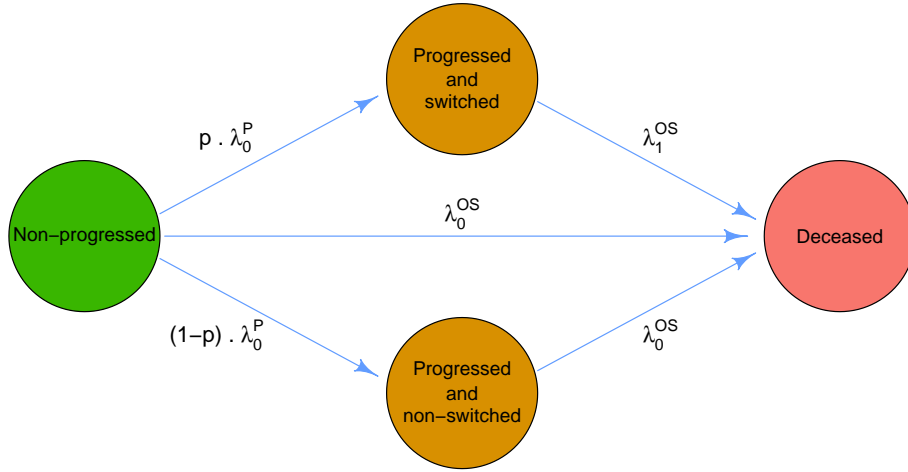 Progressed
and
switched
p . λ₀ᴾ
λ₁ᴼˢ
Non−progressed
λ₀ᴼˢ
Deceased
(1−p) . λ₀ᴾ
λ₀ᴼˢ
Progressed
and
non−switched